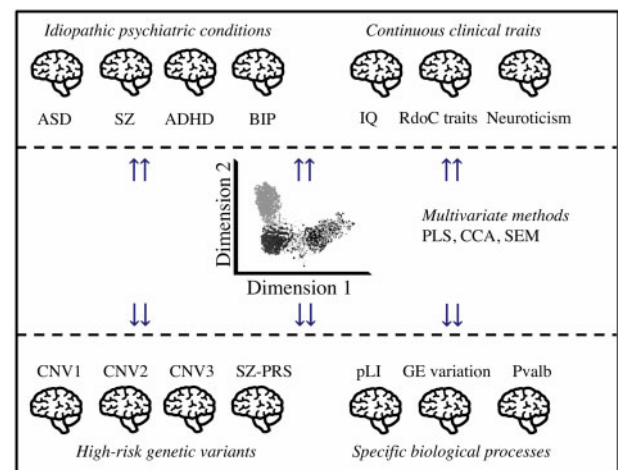 Idiopathic psychiatric conditions
Continuous clinical traits
ASD SZ ADHD BIP
IQ RdoC traits Neuroticism
Dimension 2
Dimension 1
Multivariate methods
PLS, CCA, SEM
CNV1 CNV2 CNV3 SZ-PRS
pLI GE variation Pvalb
High-risk genetic variants
Specific biological processes